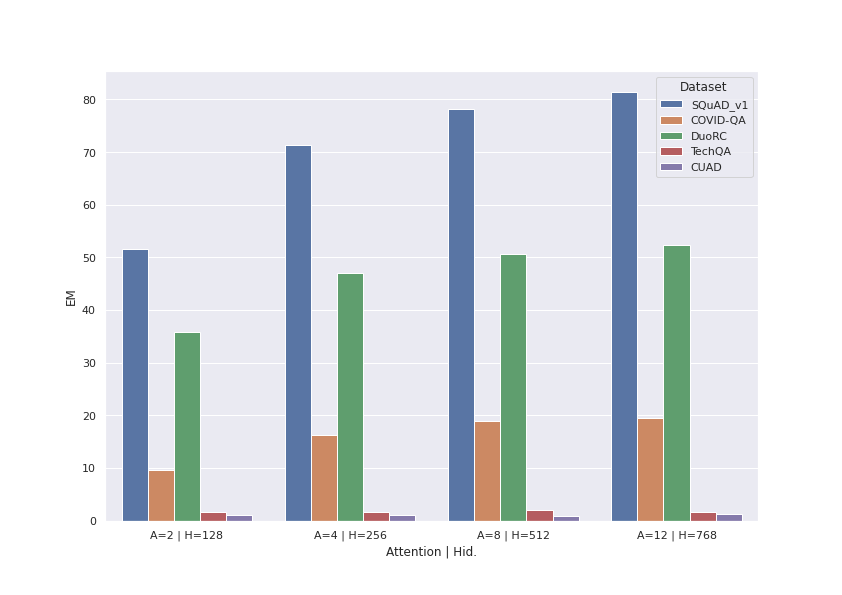 Dataset
SQuAD_v1
COVID-QA
DuoRC
TechQA
CUAD
EM
80
70
60
50
40
30
20
10
0
A=2 | H=128
A=4 | H=256
A=8 | H=512
A=12 | H=768
Attention | Hid.